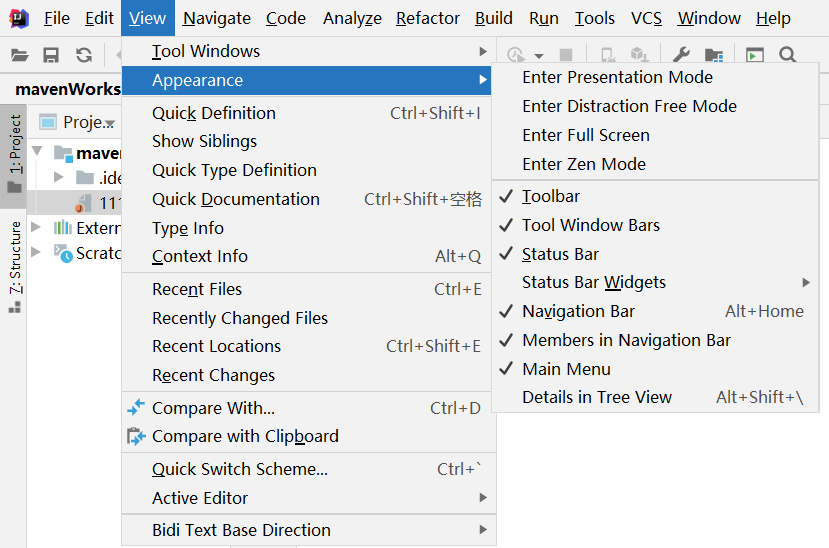 File Edit View Navigate Code Analyze Refactor Build Run Tools VCS Window Help
mavenWorks
1: Project
Z: Structure
Proje...
maven
.ide
111
Extern
Scratc
Tool Windows
Appearance
Quick Definition Ctrl+Shift+I
Show Siblings
Quick Type Definition
Quick Documentation Ctrl+Shift+空格
Type Info
Context Info Alt+Q
Recent Files Ctrl+E
Recently Changed Files
Recent Locations Ctrl+Shift+E
Recent Changes
Compare With... Ctrl+D
Compare with Clipboard
Quick Switch Scheme... Ctrl+`
Active Editor
Bidi Text Base Direction
Enter Presentation Mode
Enter Distraction Free Mode
Enter Full Screen
Enter Zen Mode
Toolbar
Tool Window Bars
Status Bar
Status Bar Widgets
Navigation Bar Alt+Home
Members in Navigation Bar
Main Menu
Details in Tree View Alt+Shift+\